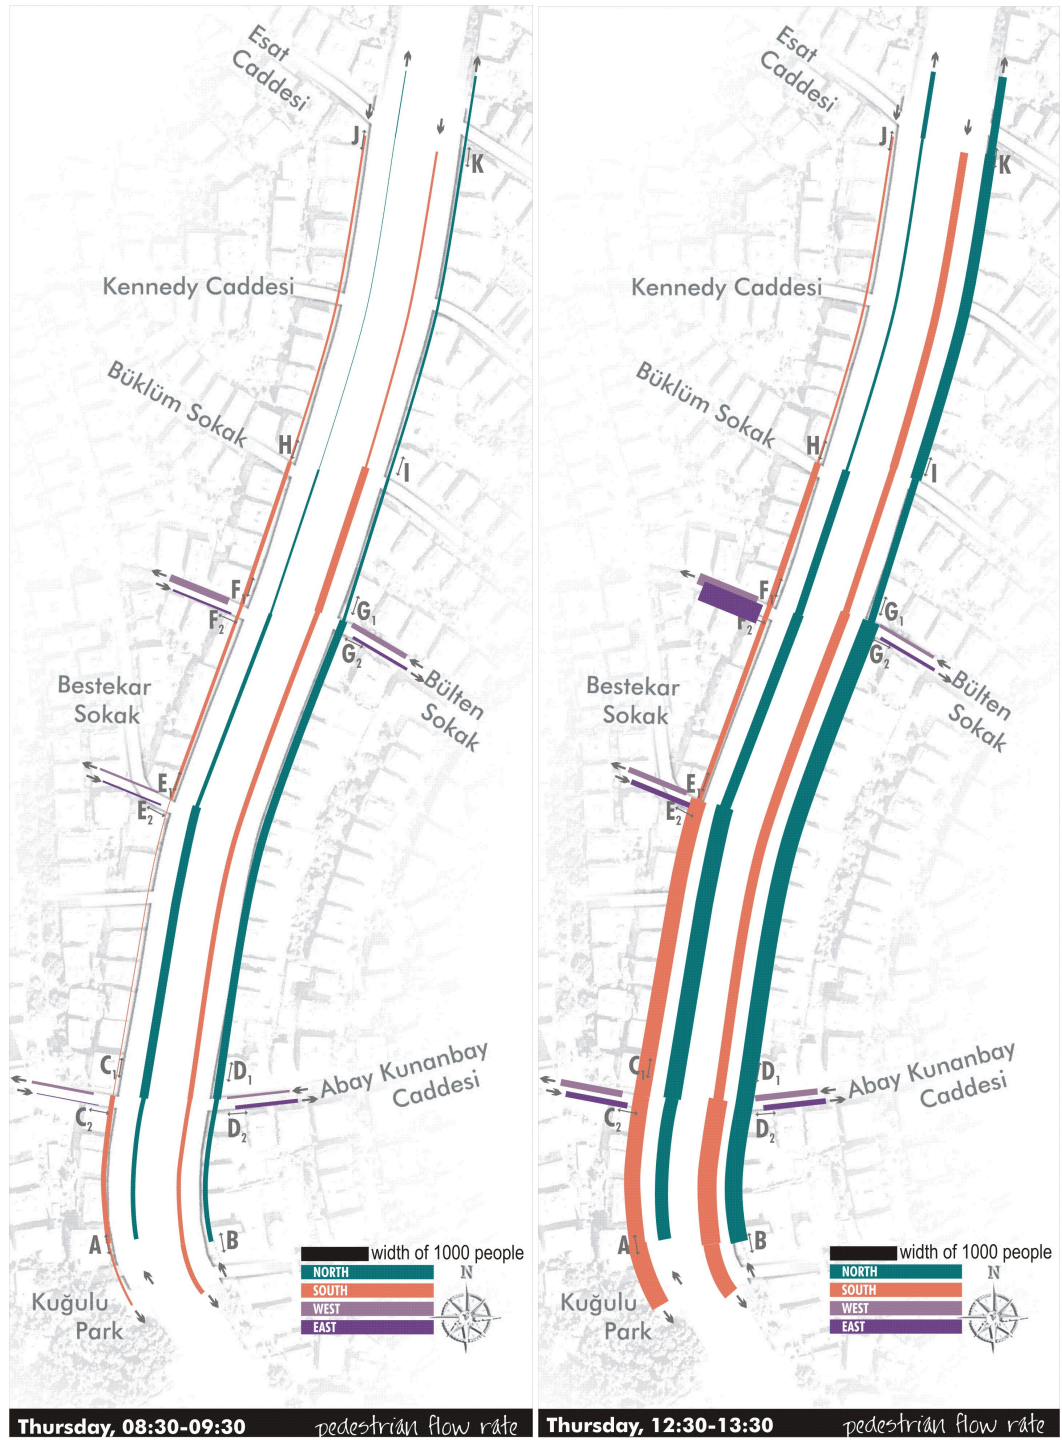 Esat
Caddesi
J
K
Kennedy Caddesi
Büklüm Sokak
H
I
F1
F2
G1
G2
Bülten
Sokak
Bestekar
Sokak
E1
E2
C1
C2
D1
D2
Abay Kunanbay
Caddesi
A
B
Kuğulu
Park
width of 1000 people
NORTH
SOUTH
WEST
EAST
N
Thursday, 08:30-09:30
pedestrian flow rate
Esat
Caddesi
J
K
Kennedy Caddesi
Büklüm Sokak
H
I
F1
F2
G1
G2
Bülten
Sokak
Bestekar
Sokak
E1
E2
C1
C2
D1
D2
Abay Kunanbay
Caddesi
A
B
Kuğulu
Park
width of 1000 people
NORTH
SOUTH
WEST
EAST
N
Thursday, 12:30-13:30
pedestrian flow rate